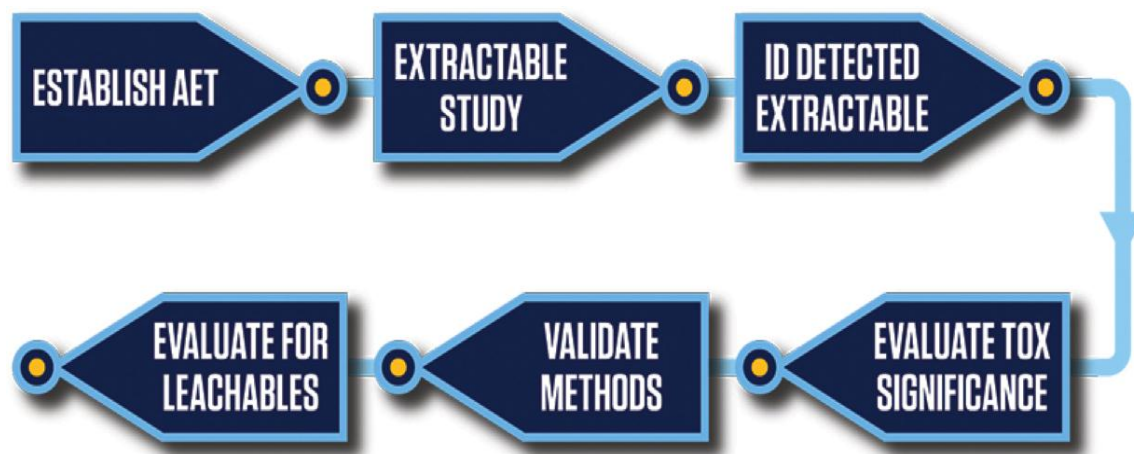 ESTABLISH AET
EXTRACTABLE
STUDY
ID DETECTED
EXTRACTABLE
EVALUATE TOX
SIGNIFICANCE
VALIDATE
METHODS
EVALUATE FOR
LEACHABLES